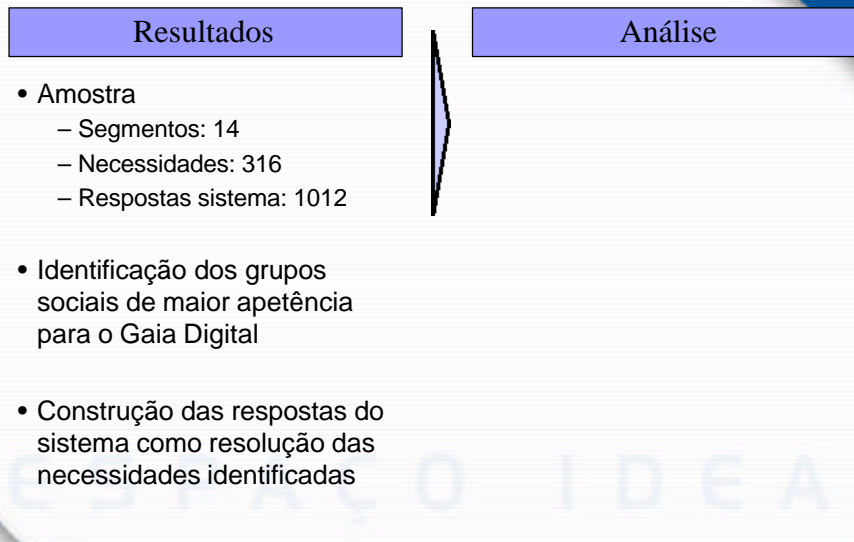 Resultados
Análise
• Amostra
– Segmentos: 14
– Necessidades: 316
– Respostas sistema: 1012
• Identificação dos grupos
sociais de maior apetência
para o Gaia Digital
• Construção das respostas do
sistema como resolução das
necessidades identificadas
ESPAÇO IDEA